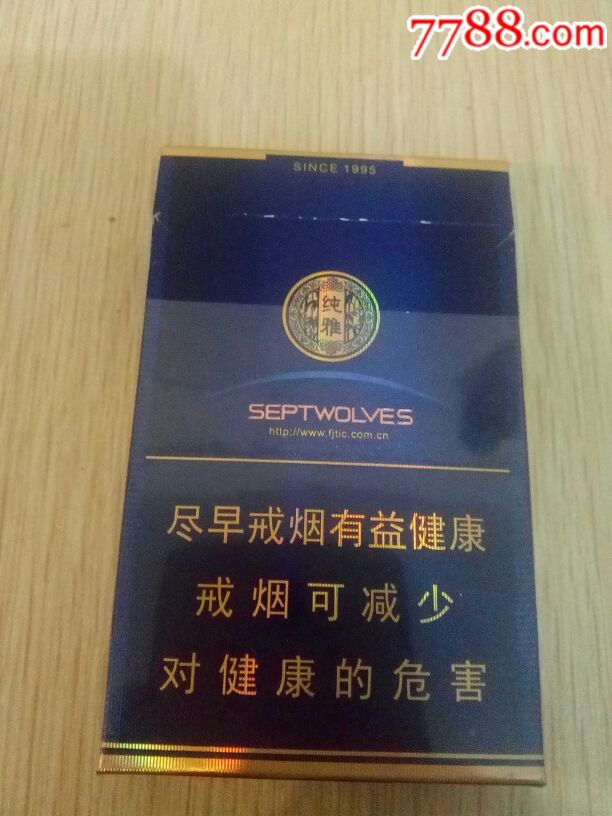 7788.com
SINCE 1995
纯雅
SEPTWOLVES
http://www.fjtic.com.cn
尽早戒烟有益健康
戒烟可减少
对健康的危害